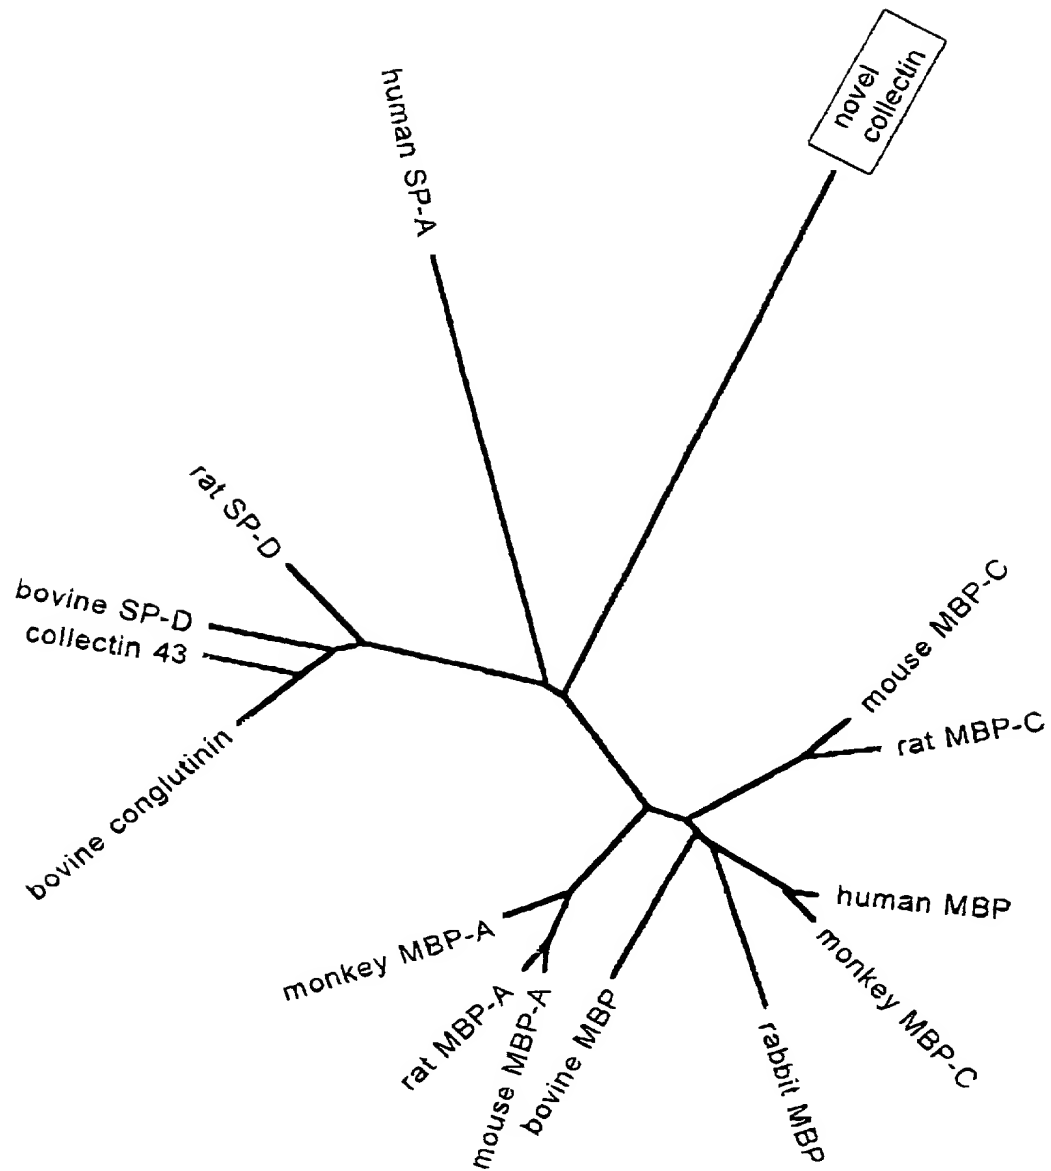 novel
collectin
human SP-A
rat SP-D
bovine SP-D
collectin 43
bovine conglutinin
mouse MBP-C
rat MBP-C
human MBP
monkey MBP-C
rabbit MBP
bovine MBP
mouse MBP-A
rat MBP-A
monkey MBP-A